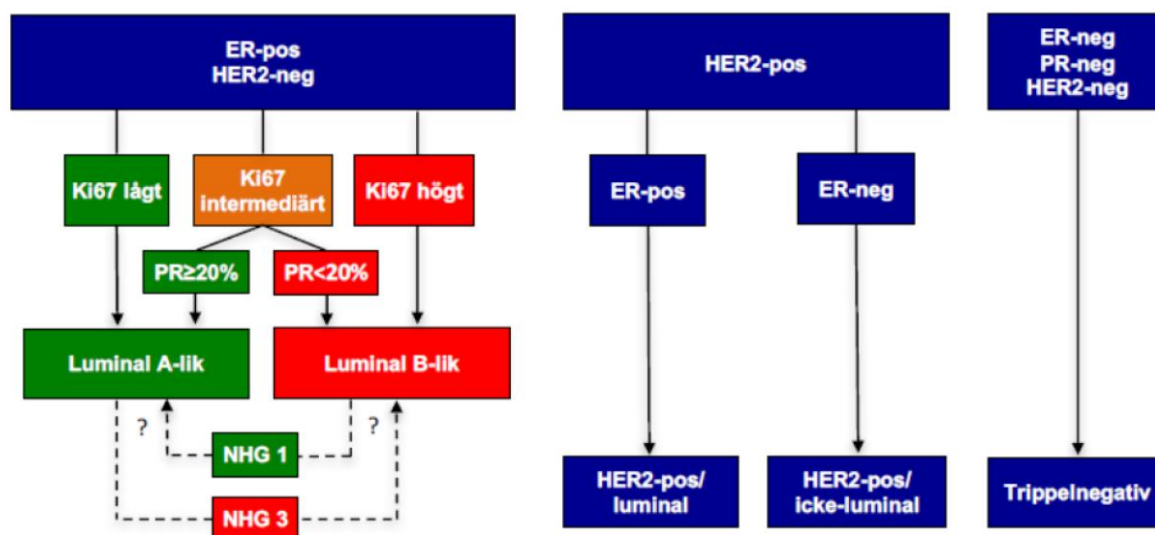 ER-pos
HER2-neg
HER2-pos
ER-neg
PR-neg
HER2-neg
Ki67 lågt
Ki67
intermediärt
Ki67 högt
ER-pos
ER-neg
PR≥20%
PR<20%
Luminal A-lik
Luminal B-lik
?
?
NHG 1
NHG 3
HER2-pos/
luminal
HER2-pos/
icke-luminal
Trippelnegativ